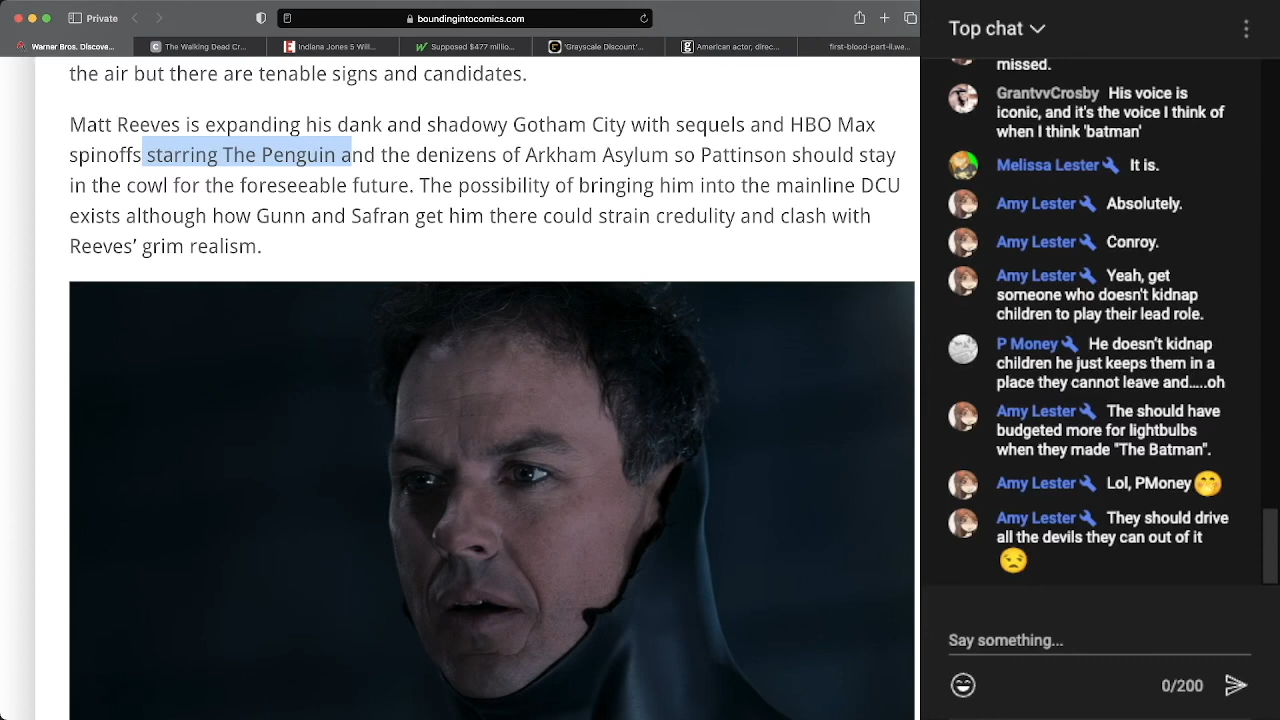 Private
boundingintocomics.com
Warner Bros. Discove...
The Walking Dead Cr...
Indiana Jones 5 Will...
Supposed $477 millio...
'Grayscale Discount'...
American actor, direc...
first-blood-part-ii.we...
the air but there are tenable signs and candidates.
Matt Reeves is expanding his dank and shadowy Gotham City with sequels and HBO Max
spinoffs starring The Penguin and the denizens of Arkham Asylum so Pattinson should stay
in the cowl for the foreseeable future. The possibility of bringing him into the mainline DCU
exists although how Gunn and Safran get him there could strain credulity and clash with
Reeves' grim realism.
Top chat
missed.
GrantvvCrosby His voice is
iconic, and it's the voice I think of
when I think 'batman'
Melissa Lester It is.
Amy Lester Absolutely.
Amy Lester Conroy.
Amy Lester Yeah, get
someone who doesn't kidnap
children to play their lead role.
P Money He doesn't kidnap
children he just keeps them in a
place they cannot leave and.....oh
Amy Lester The should have
budgeted more for lightbulbs
when they made "The Batman".
Amy Lester Lol, PMoney
Amy Lester They should drive
all the devils they can out of it
Say something...
0/200